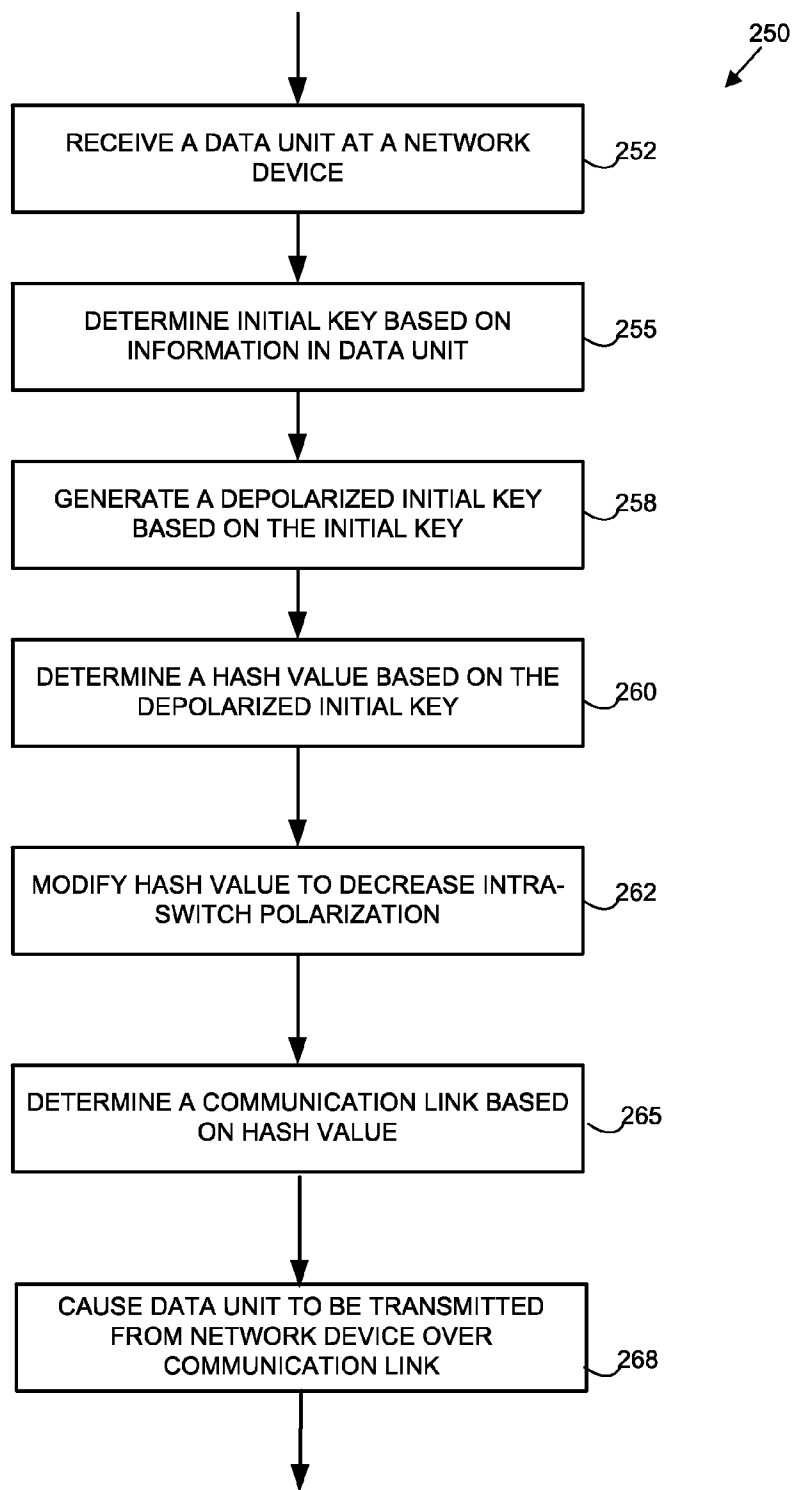 250
RECEIVE A DATA UNIT AT A NETWORK
DEVICE
252
DETERMINE INITIAL KEY BASED ON
INFORMATION IN DATA UNIT
255
GENERATE A DEPOLARIZED INITIAL KEY
BASED ON THE INITIAL KEY
258
DETERMINE A HASH VALUE BASED ON THE
DEPOLARIZED INITIAL KEY
260
MODIFY HASH VALUE TO DECREASE INTRA-
SWITCH POLARIZATION
262
DETERMINE A COMMUNICATION LINK BASED
ON HASH VALUE
265
CAUSE DATA UNIT TO BE TRANSMITTED
FROM NETWORK DEVICE OVER
COMMUNICATION LINK
268